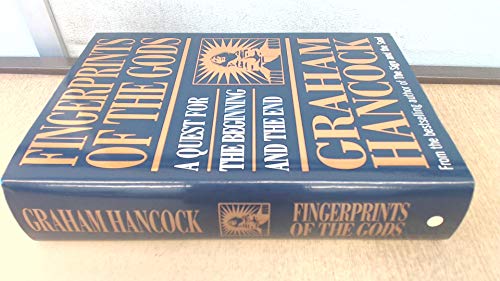 FINGERPRINTS
OF THE GODS
A QUEST FOR
THE BEGINNING
AND THE END
GRAHAM
HANCOCK
From the bestselling author of The Sign and the Seal
GRAHAM HANCOCK
FINGERPRINTS
OF THE GODS